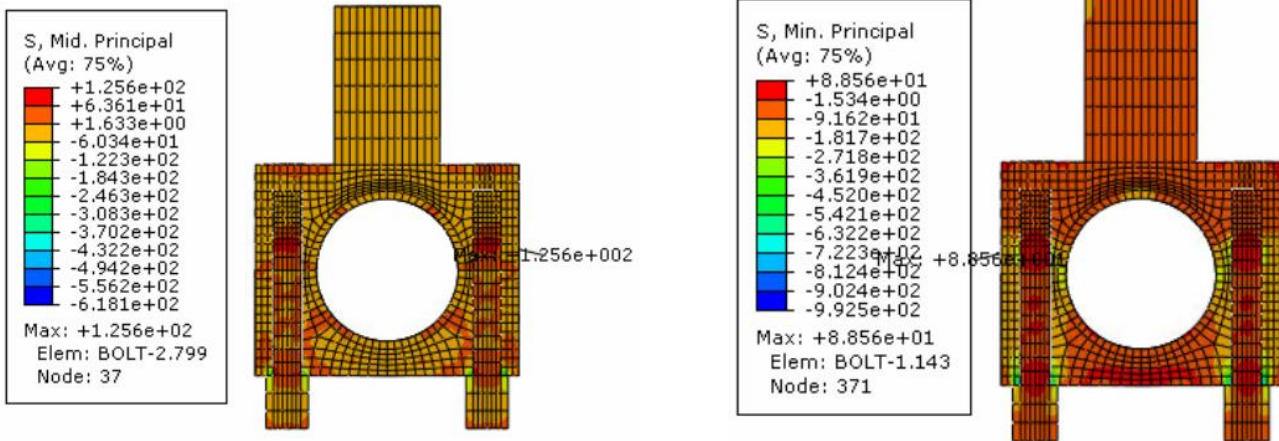 S, Mid. Principal
(Avg: 75%)
+1.256e+02
+6.361e+01
+1.633e+00
-6.034e+01
-1.223e+02
-1.843e+02
-2.463e+02
-3.083e+02
-3.702e+02
-4.322e+02
-4.942e+02
-5.562e+02
-6.181e+02
Max: +1.256e+02
Elem: BOLT-2.799
Node: 37
Max: +1.256e+002
S, Min. Principal
(Avg: 75%)
+8.856e+01
-1.534e+00
-9.162e+01
-1.817e+02
-2.718e+02
-3.619e+02
-4.520e+02
-5.421e+02
-6.322e+02
-7.223e+02
-8.124e+02
-9.024e+02
-9.925e+02
Max: +8.856e+01
Elem: BOLT-1.143
Node: 371
Max: +8.856e+001